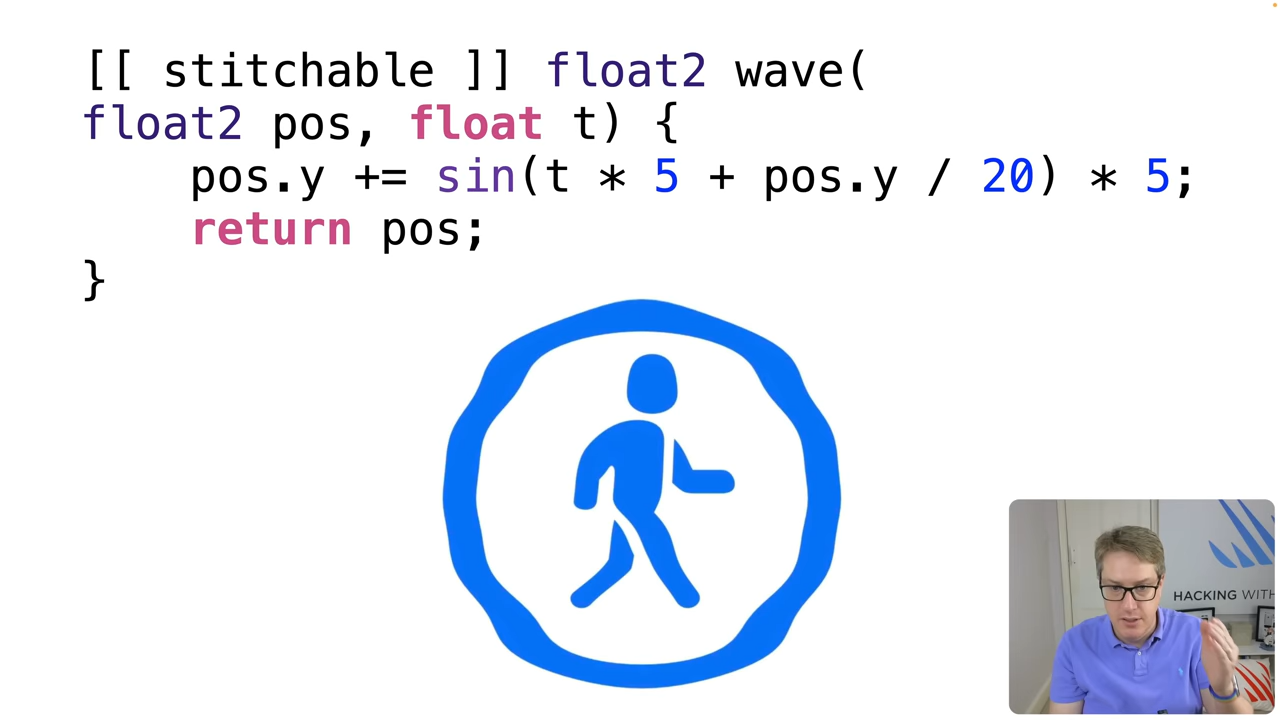 [[ stitchable ]] float2 wave(
float2 pos, float t) {
    pos.y += sin(t * 5 + pos.y / 20) * 5;
    return pos;
}
HACKING WITH